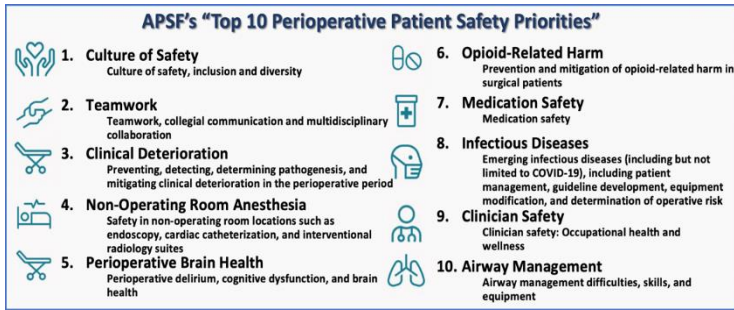 APSF's “Top 10 Perioperative Patient Safety Priorities”
1. Culture of Safety
Culture of safety, inclusion and diversity
2. Teamwork
Teamwork, collegial communication and multidisciplinary
collaboration
3. Clinical Deterioration
Preventing, detecting, determining pathogenesis, and
mitigating clinical deterioration in the perioperative period
4. Non-Operating Room Anesthesia
Safety in non-operating room locations such as
endoscopy, cardiac catheterization, and interventional
radiology suites
5. Perioperative Brain Health
Perioperative delirium, cognitive dysfunction, and brain
health
6. Opioid-Related Harm
Prevention and mitigation of opioid-related harm in
surgical patients
7. Medication Safety
Medication safety
8. Infectious Diseases
Emerging infectious diseases (including but not
limited to COVID-19), including patient
management, guideline development, equipment
modification, and determination of operative risk
9. Clinician Safety
Clinician safety: Occupational health and
wellness
10. Airway Management
Airway management difficulties, skills, and
equipment